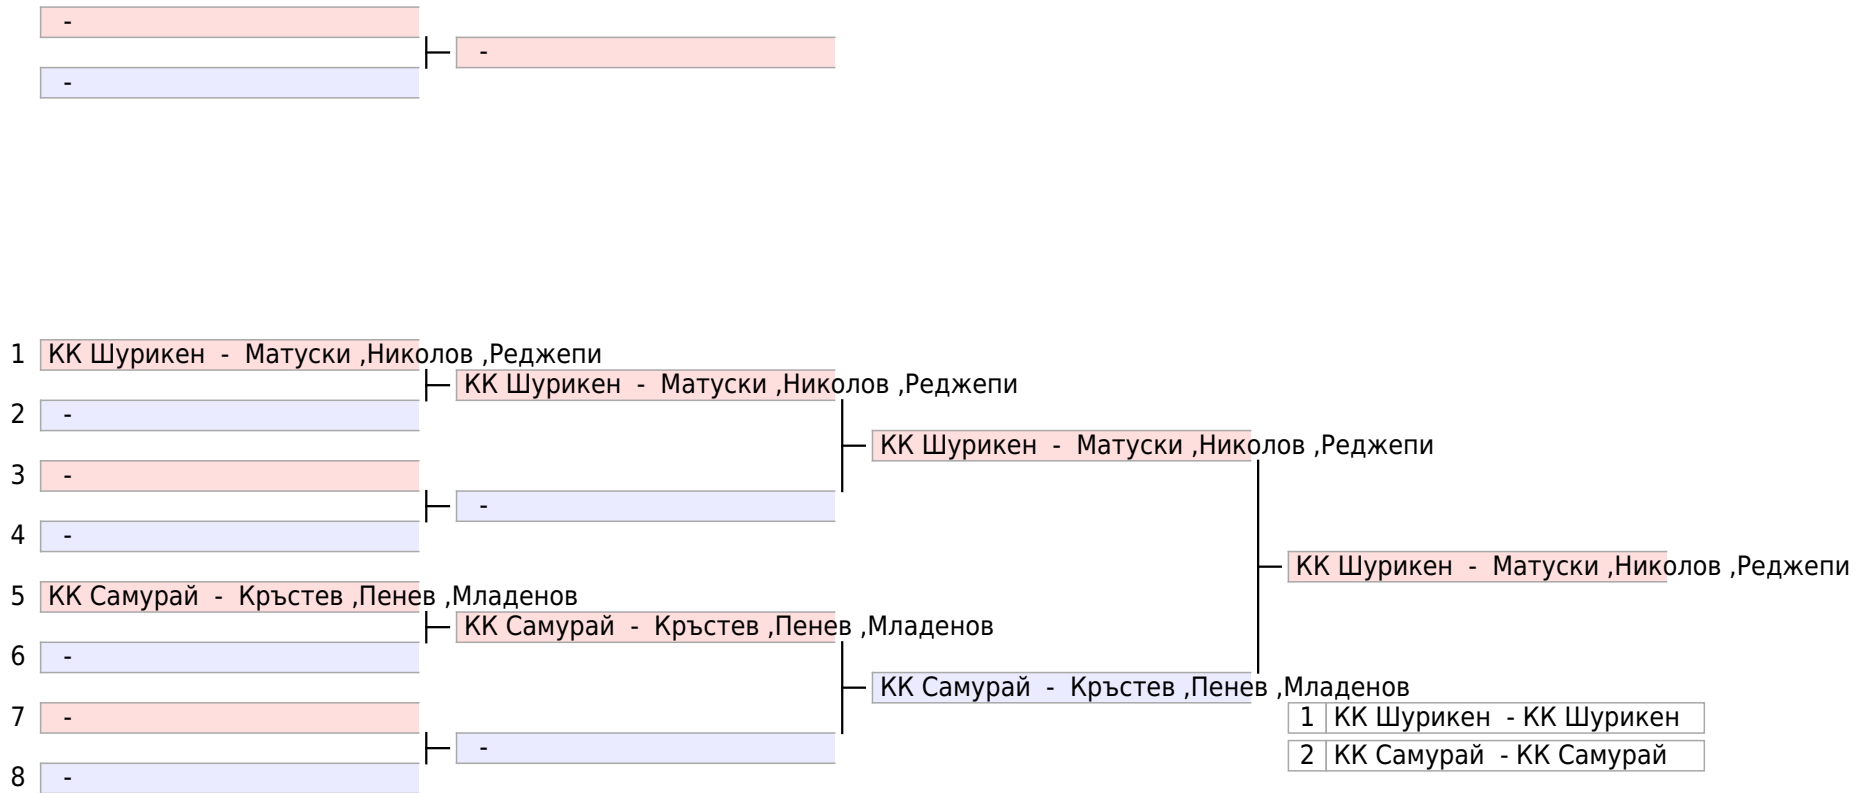 -
-
-
1 КК Шурикен - Матуски ,Николов ,Реджепи
КК Шурикен - Матуски ,Николов ,Реджепи
2 -
КК Шурикен - Матуски ,Николов ,Реджепи
3 -
-
4 -
КК Шурикен - Матуски ,Николов ,Реджепи
5 КК Самурай - Кръстев ,Пенев ,Младенов
КК Самурай - Кръстев ,Пенев ,Младенов
6 -
КК Самурай - Кръстев ,Пенев ,Младенов
7 -
1 КК Шурикен - КК Шурикен
-
2 КК Самурай - КК Самурай
8 -